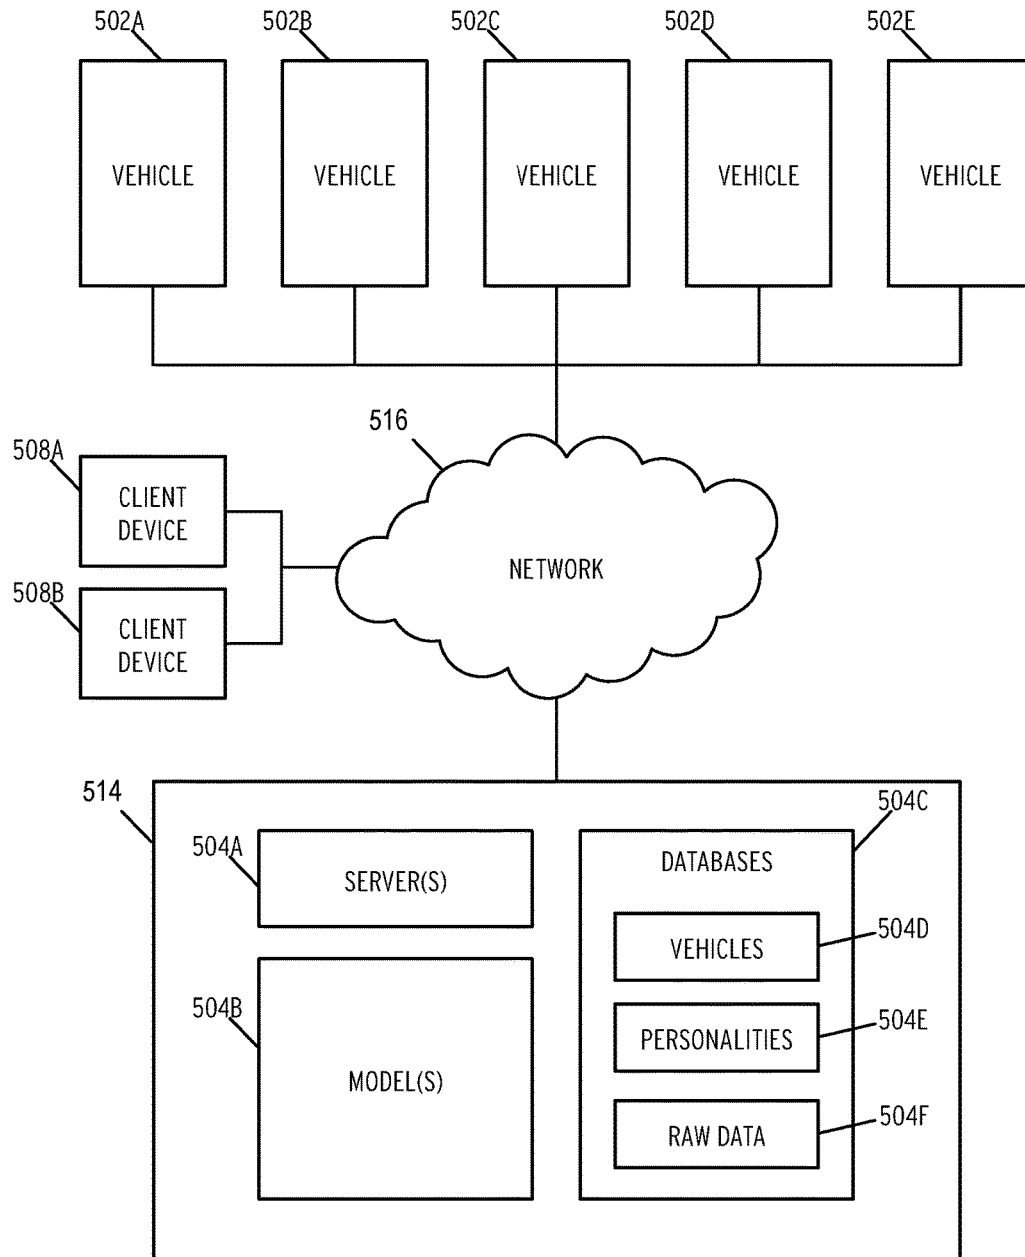 502A
502B
502C
502D
502E
VEHICLE
VEHICLE
VEHICLE
VEHICLE
VEHICLE
516
508A
CLIENT
DEVICE
NETWORK
508B
CLIENT
DEVICE
514
504C
504A
SERVER(S)
DATABASES
504D
VEHICLES
504B
MODEL(S)
504E
PERSONALITIES
504F
RAW DATA